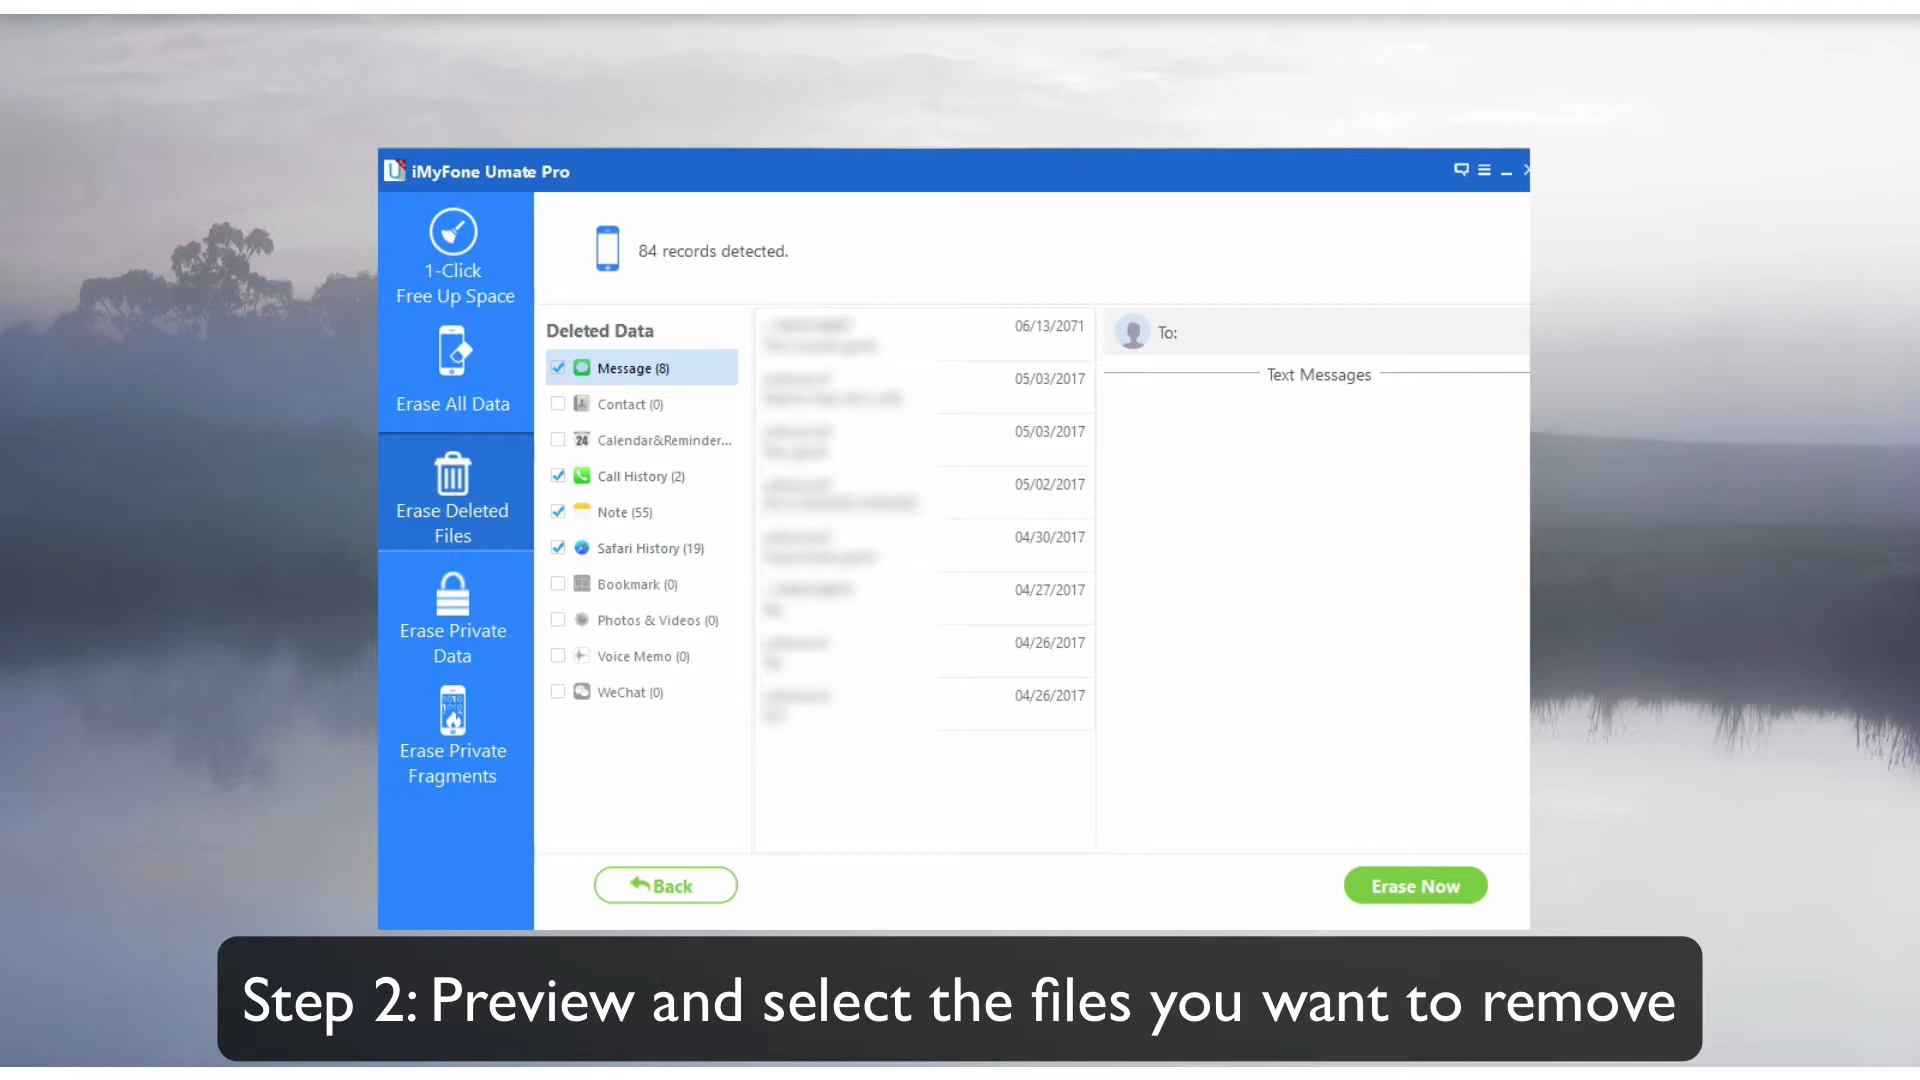 iMyFone Umate Pro
1-Click
Free Up Space
Erase All Data
Erase Deleted
Files
Erase Private
Data
Erase Private
Fragments
84 records detected.
Deleted Data
Message (8)
Contact (0)
24 Calendar&Reminder...
Call History (2)
Note (55)
Safari History (19)
Bookmark (0)
Photos & Videos (0)
Voice Memo (0)
WeChat (0)
06/13/2071
05/03/2017
05/03/2017
05/02/2017
04/30/2017
04/27/2017
04/26/2017
04/26/2017
To:
Text Messages
Back
Erase Now
Step 2: Preview and select the files you want to remove